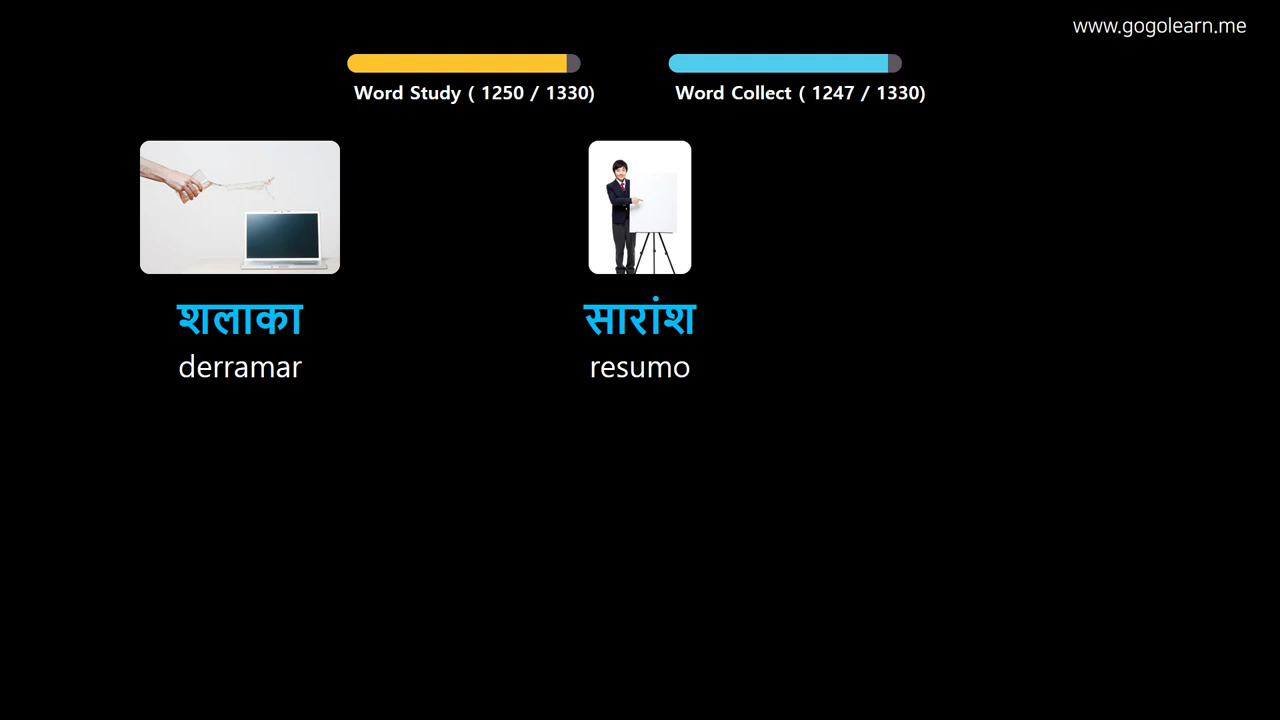 www.gogolearn.me
Word Study ( 1250 / 1330)
Word Collect ( 1247 / 1330)
शलाका
derramar
सारांश
resumo